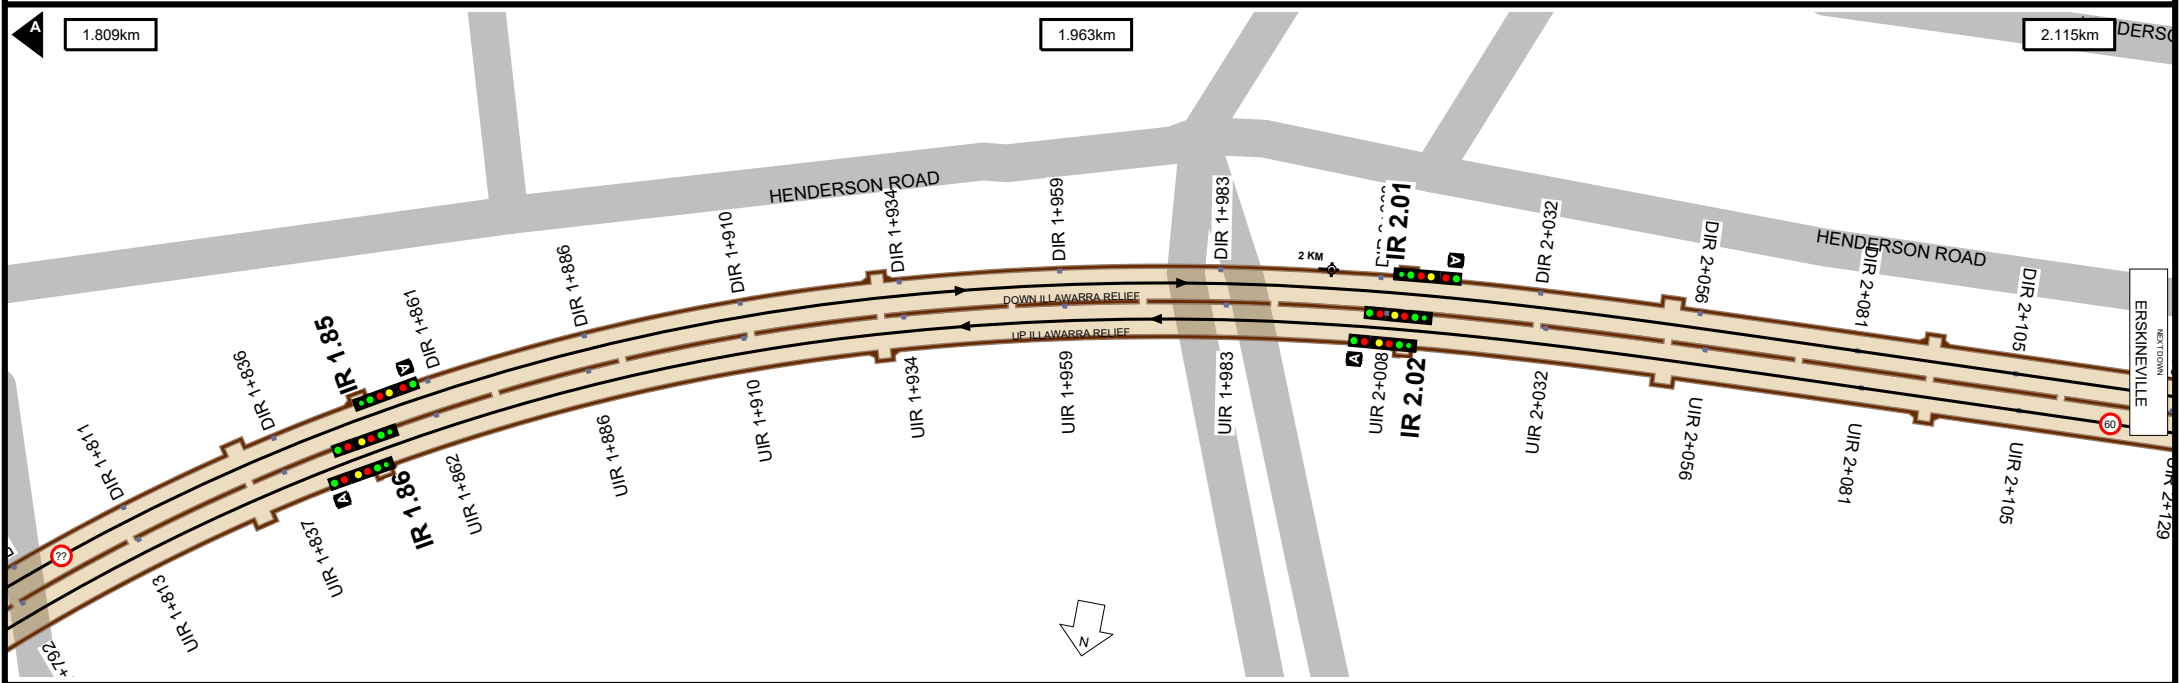 A
1.809km
1.963km
2.115km
HENDERSON ROAD
DIR 1+811
DIR 1+836
IR 1.85
A
DIR 1+861
DIR 1+886
DIR 1+910
DIR 1+934
DIR 1+959
DIR 1+983
2 KM
IR 2.01
A
DIR 2+032
DIR 2+056
HENDERSON ROAD
DIR 2+081
DIR 2+105
NEXT DOWN
ERSKINEVILLE
DOWN ILLAWARRA RELIEF
UP ILLAWARRA RELIEF
??
60
+792
UIR 1+813
UIR 1+837
A
IR 1.86
UIR 1+862
UIR 1+886
UIR 1+910
UIR 1+934
UIR 1+959
UIR 1+983
A
UIR 2+008
IR 2.02
UIR 2+032
UIR 2+056
UIR 2+081
UIR 2+105
UIR 2+129
N